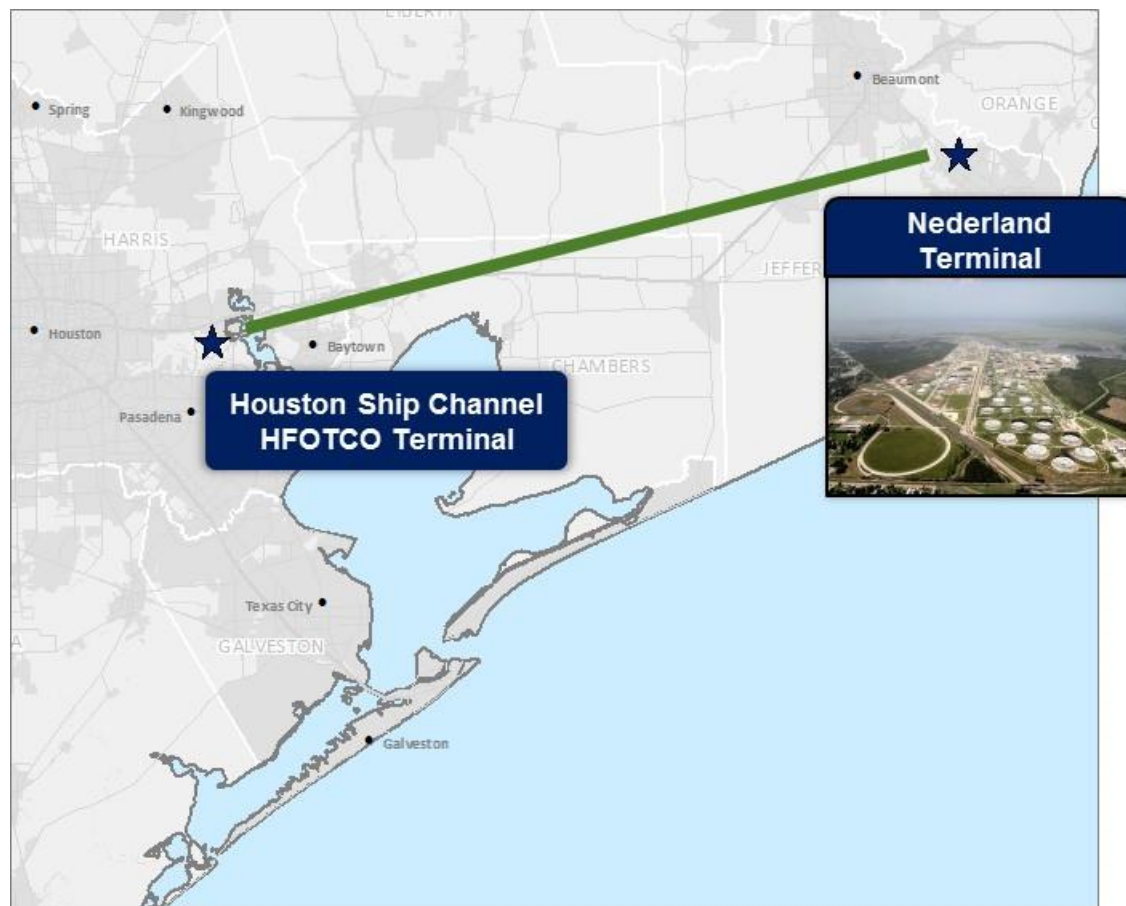 LIBERTY
Beaumont
Spring
Kingwood
ORANGE
Nederland
Terminal
HARRIS
JEFFER
Houston
Baytown
CHAMBERS
Houston Ship Channel
HFOTCO Terminal
Pasadena
Texas City
GALVESTON
Galveston